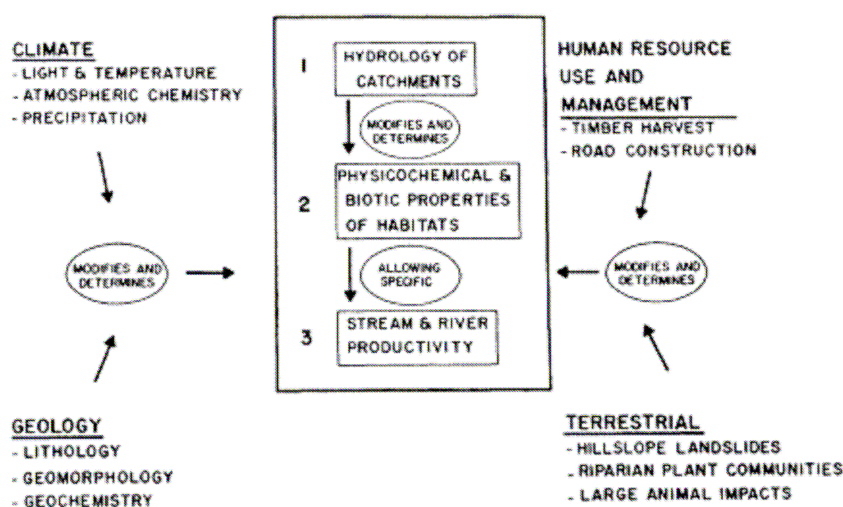 CLIMATE
- LIGHT & TEMPERATURE
- ATMOSPHERIC CHEMISTRY
- PRECIPITATION
MODIFIES AND
DETERMINES
GEOLOGY
- LITHOLOGY
- GEOMORPHOLOGY
- GEOCHEMISTRY
1
HYDROLOGY OF
CATCHMENTS
MODIFIES AND
DETERMINES
2
PHYSICOCHEMICAL &
BIOTIC PROPERTIES
OF HABITATS
ALLOWING
SPECIFIC
3
STREAM & RIVER
PRODUCTIVITY
HUMAN RESOURCE
USE AND
MANAGEMENT
- TIMBER HARVEST
- ROAD CONSTRUCTION
MODIFIES AND
DETERMINES
TERRESTRIAL
- HILLSLOPE LANDSLIDES
- RIPARIAN PLANT COMMUNITIES
- LARGE ANIMAL IMPACTS